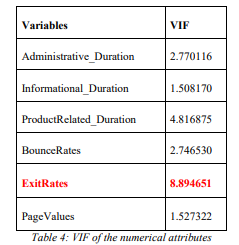 Variables VIF
Administrative_Duration 2.770116
Informational_Duration 1.508170
ProductRelated_Duration 4.816875
BounceRates 2.746530
ExitRates 8.894651
PageValues 1.527322
Table 4: VIF of the numerical attributes